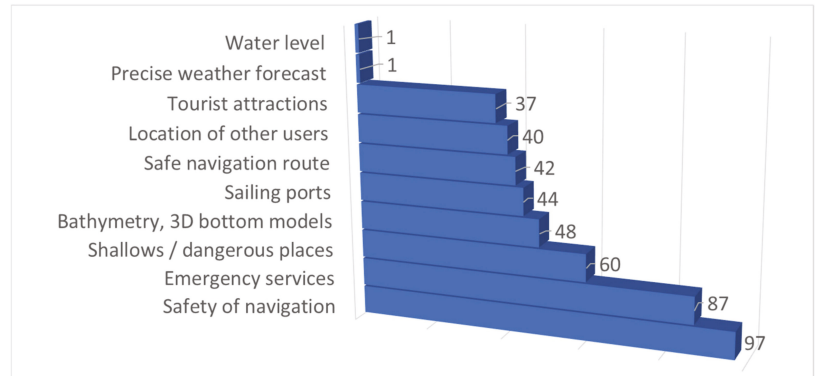 Water level 1
Precise weather forecast 1
Tourist attractions 37
Location of other users 40
Safe navigation route 42
Sailing ports 44
Bathymetry, 3D bottom models 48
Shallows / dangerous places 60
Emergency services 87
Safety of navigation 97